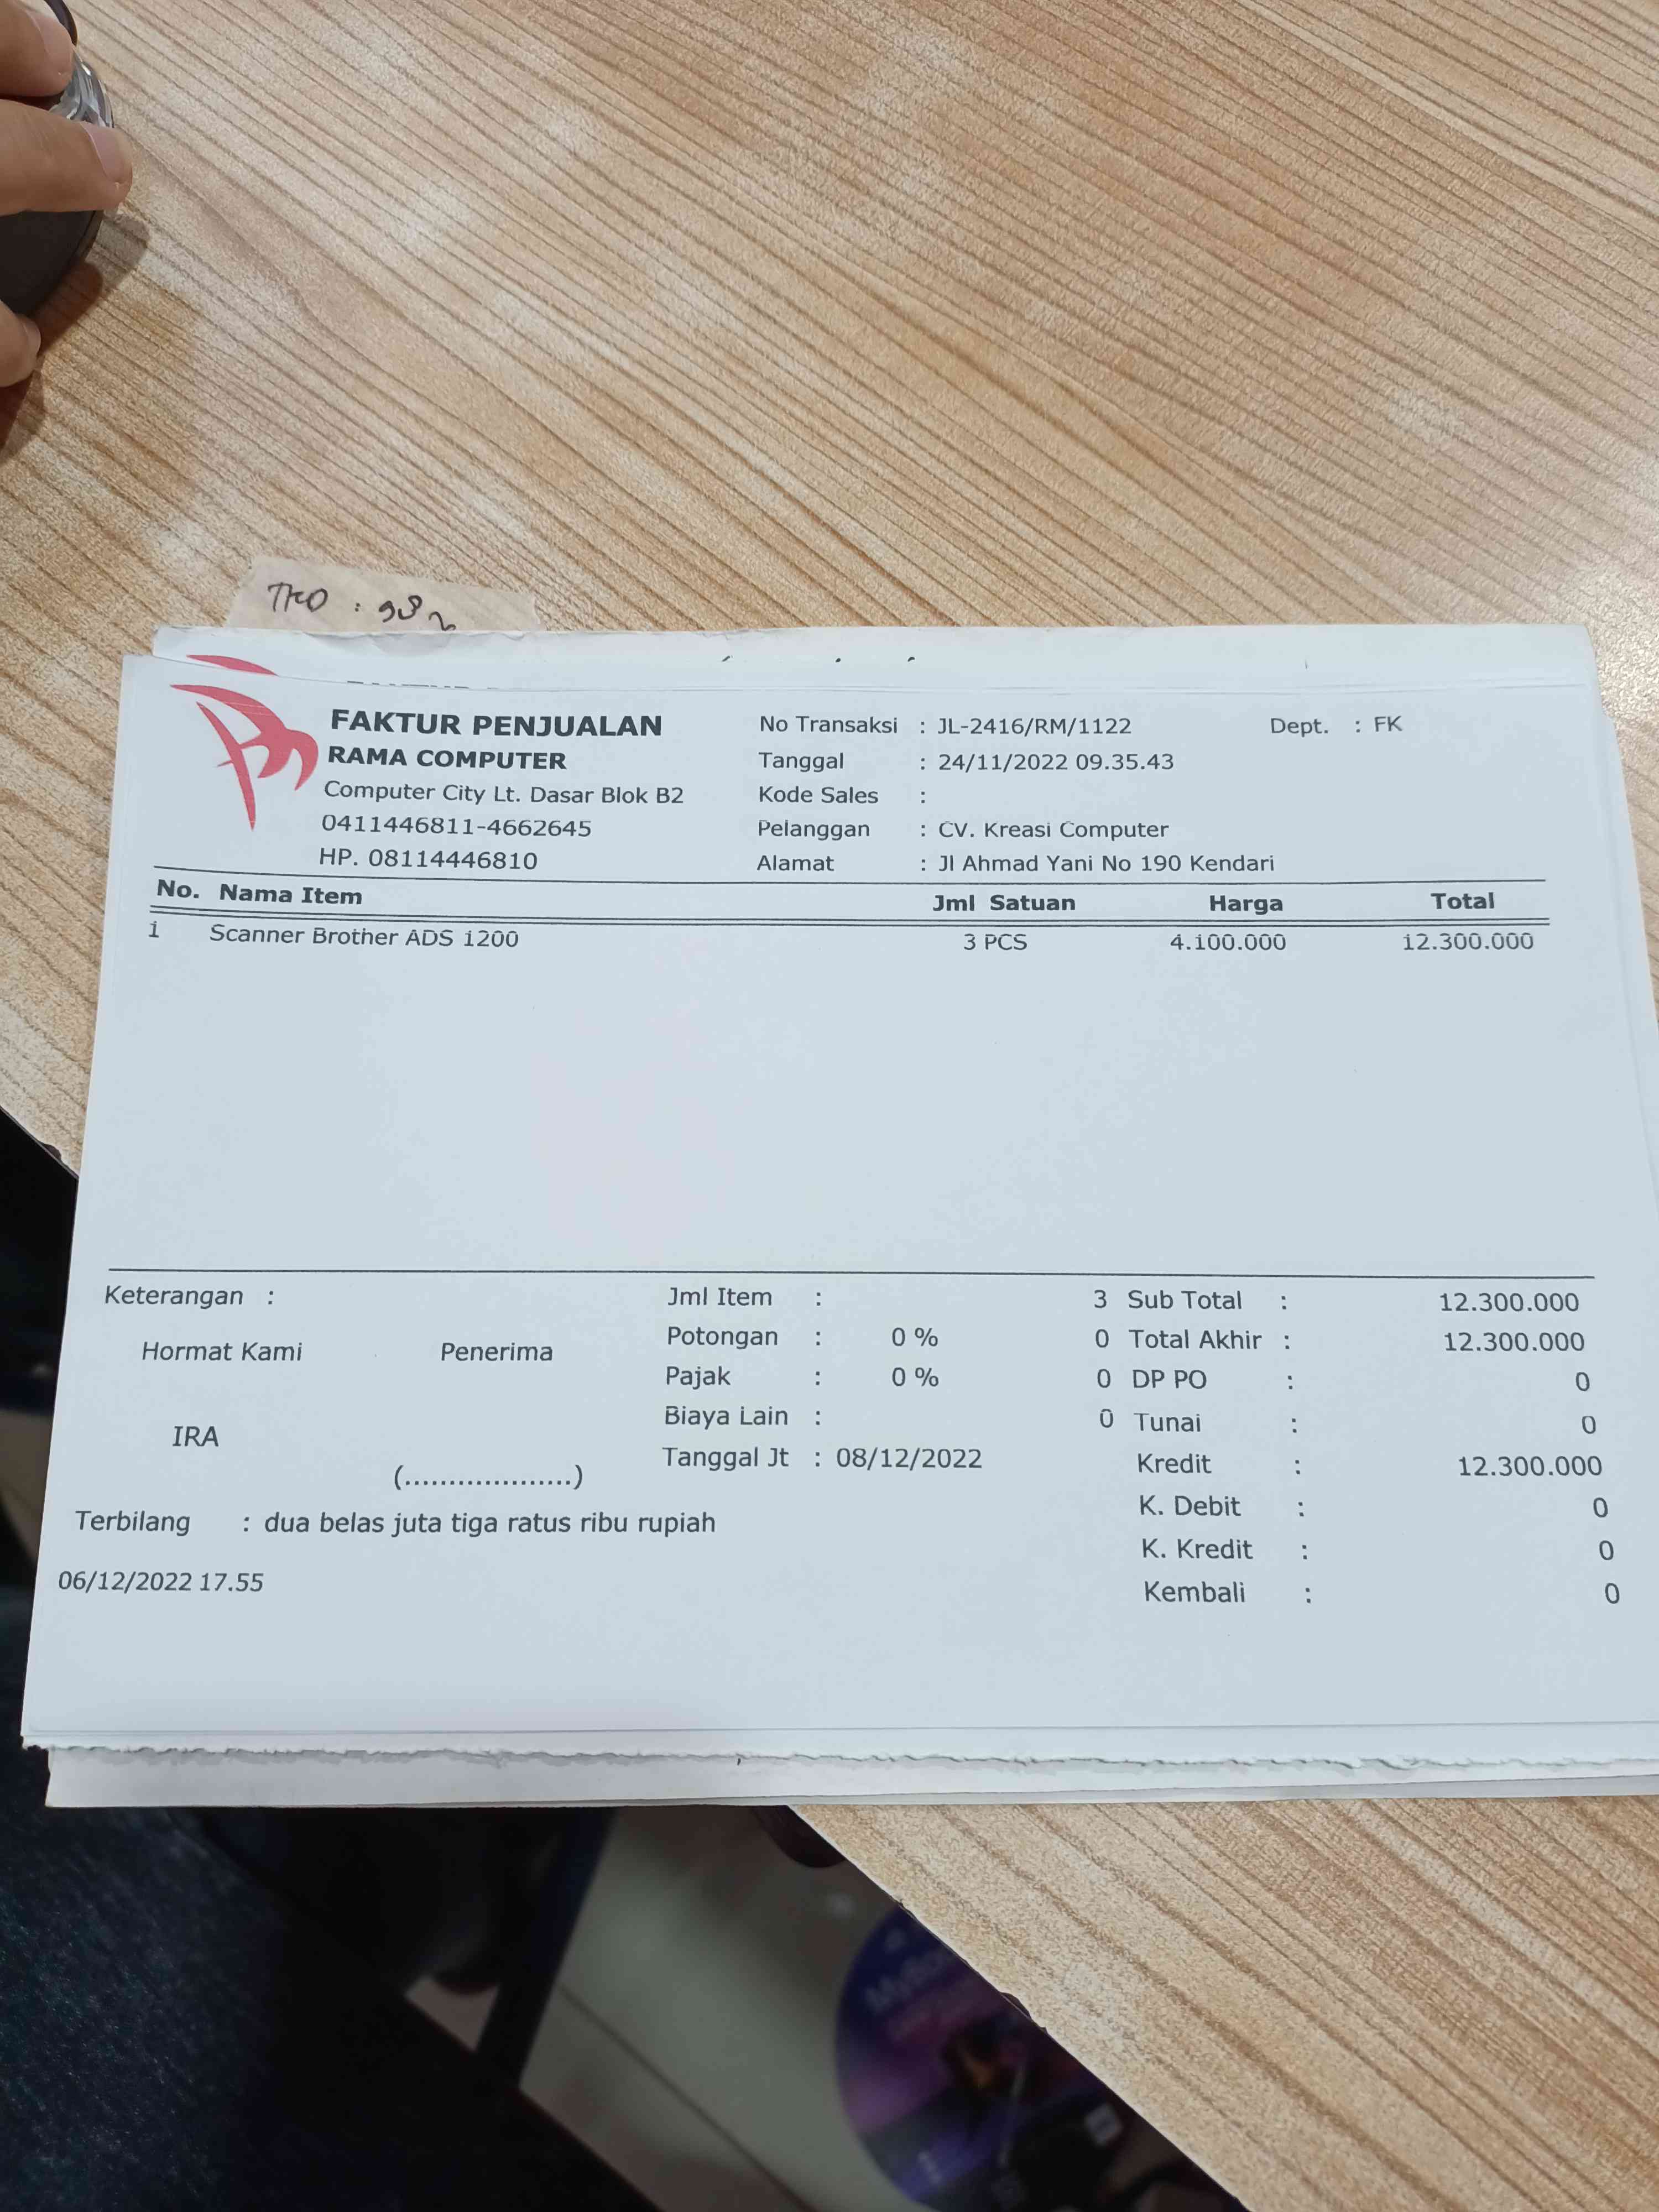 FAKTUR PENJUALAN
RAMA COMPUTER
Computer City Lt. Dasar Blok B2
0411446811-4662645
HP. 08114446810
No Transaksi : JL-2416/RM/1122 Dept. : FK
Tanggal : 24/11/2022 09.35.43
Kode Sales :
Pelanggan : CV. Kreasi Computer
Alamat : Jl Ahmad Yani No 190 Kendari
No. Nama Item Jml Satuan Harga Total
1 Scanner Brother ADS 1200 3 PCS 4.100.000 12.300.000
Keterangan :
Hormat Kami Penerima
IRA
(...................)
Jml Item : 3
Potongan : 0 % 0
Pajak : 0 % 0
Biaya Lain : 0
Tanggal Jt : 08/12/2022
Sub Total : 12.300.000
Total Akhir : 12.300.000
DP PO : 0
Tunai : 0
Kredit : 12.300.000
K. Debit : 0
K. Kredit : 0
Kembali : 0
Terbilang : dua belas juta tiga ratus ribu rupiah
06/12/2022 17.55